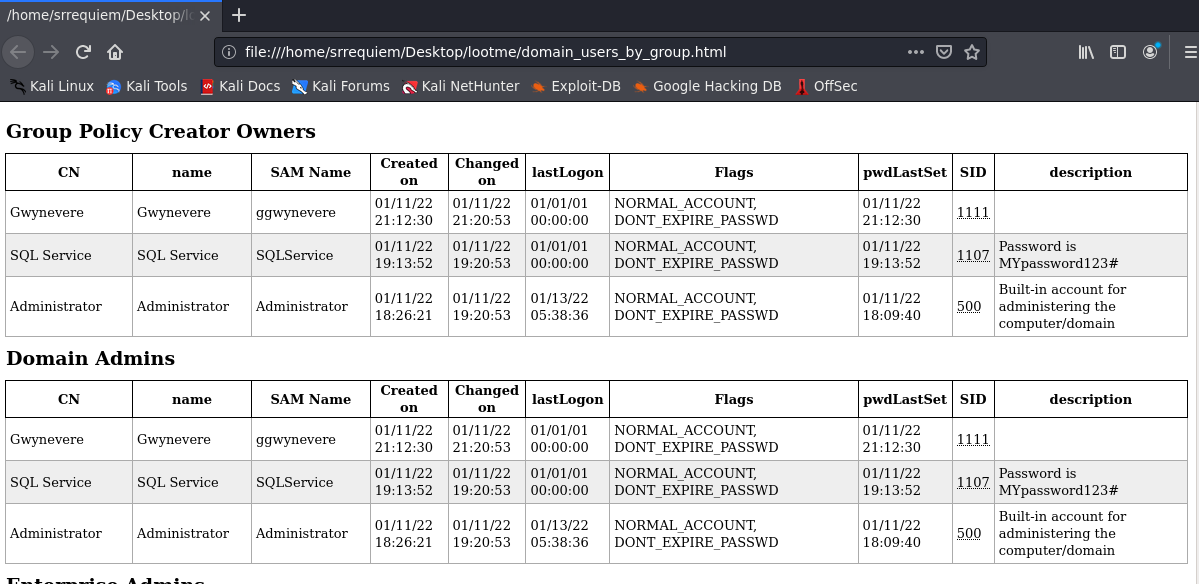 /home/srrequiem/Desktop/lo
file:///home/srrequiem/Desktop/lootme/domain_users_by_group.html
Kali Linux Kali Tools Kali Docs Kali Forums Kali NetHunter Exploit-DB Google Hacking DB OffSec
Group Policy Creator Owners
CN name SAM Name Created on Changed on lastLogon Flags pwdLastSet SID description
Gwynevere Gwynevere ggwynevere 01/11/22 21:12:30 01/11/22 21:20:53 01/01/01 00:00:00 NORMAL_ACCOUNT, DONT_EXPIRE_PASSWD 01/11/22 21:12:30 1111
SQL Service SQL Service SQLService 01/11/22 19:13:52 01/11/22 19:20:53 01/01/01 00:00:00 NORMAL_ACCOUNT, DONT_EXPIRE_PASSWD 01/11/22 19:13:52 1107 Password is MYpassword123#
Administrator Administrator Administrator 01/11/22 18:26:21 01/11/22 19:20:53 01/13/22 05:38:36 NORMAL_ACCOUNT, DONT_EXPIRE_PASSWD 01/11/22 18:09:40 500 Built-in account for administering the computer/domain
Domain Admins
CN name SAM Name Created on Changed on lastLogon Flags pwdLastSet SID description
Gwynevere Gwynevere ggwynevere 01/11/22 21:12:30 01/11/22 21:20:53 01/01/01 00:00:00 NORMAL_ACCOUNT, DONT_EXPIRE_PASSWD 01/11/22 21:12:30 1111
SQL Service SQL Service SQLService 01/11/22 19:13:52 01/11/22 19:20:53 01/01/01 00:00:00 NORMAL_ACCOUNT, DONT_EXPIRE_PASSWD 01/11/22 19:13:52 1107 Password is MYpassword123#
Administrator Administrator Administrator 01/11/22 18:26:21 01/11/22 19:20:53 01/13/22 05:38:36 NORMAL_ACCOUNT, DONT_EXPIRE_PASSWD 01/11/22 18:09:40 500 Built-in account for administering the computer/domain
Enterprise Admins